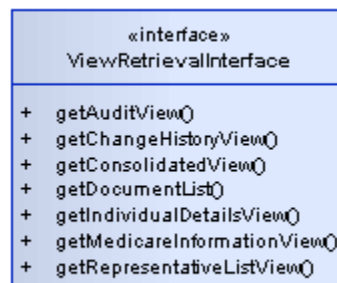 «interface»
ViewRetrievalInterface
+ getAuditView()
+ getChangeHistoryView()
+ getConsolidatedView()
+ getDocumentList()
+ getIndividualDetailsView()
+ getMedicareInformationView()
+ getRepresentativeListView()